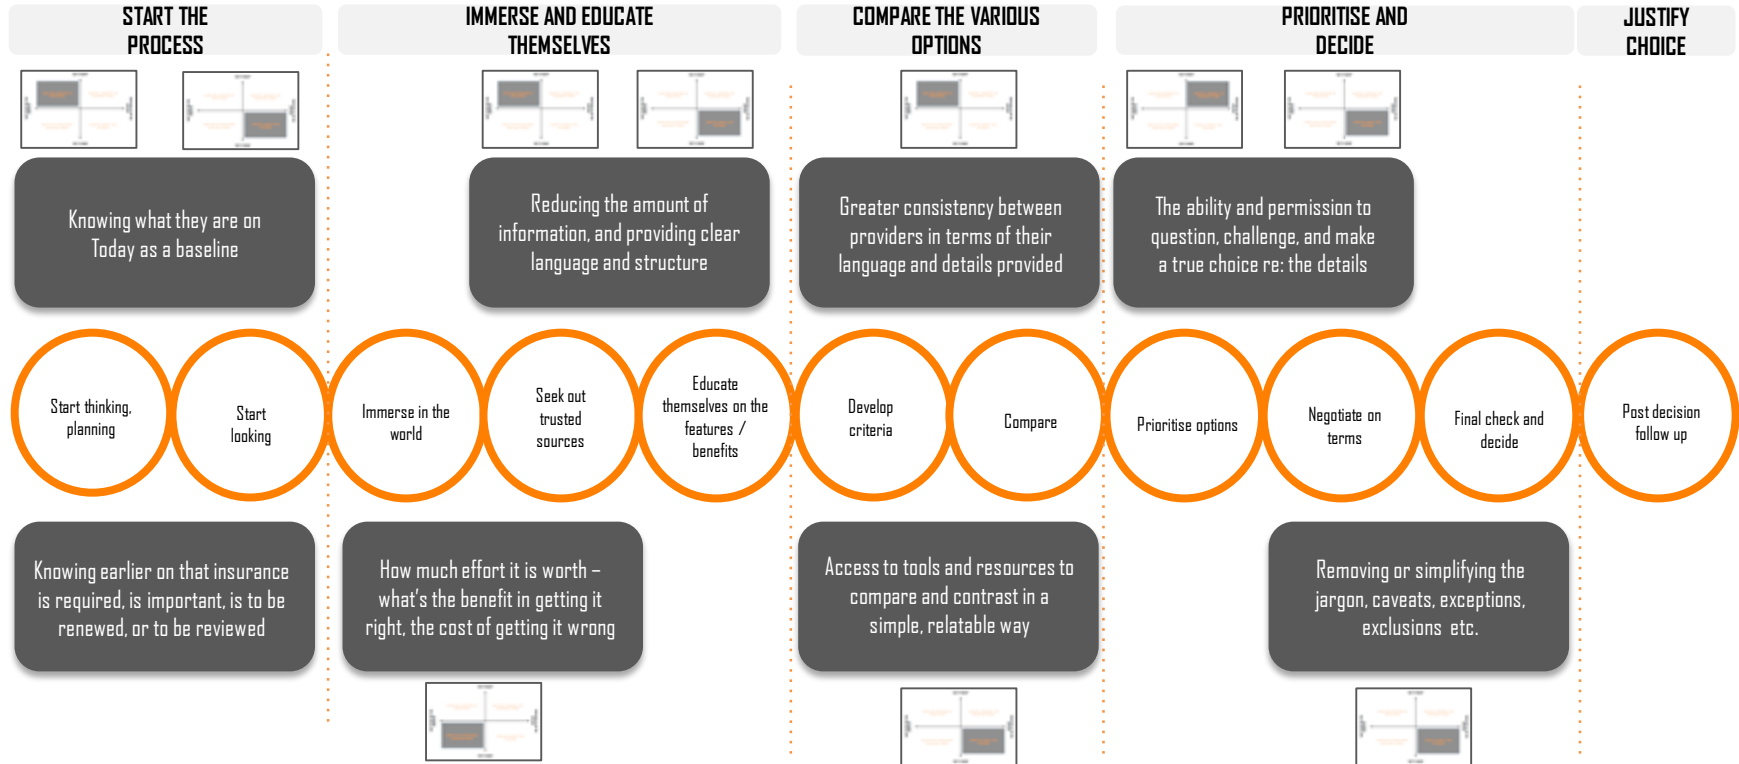 START THE
PROCESS
IMMERSE AND EDUCATE
THEMSELVES
COMPARE THE VARIOUS
OPTIONS
PRIORITISE AND
DECIDE
JUSTIFY
CHOICE
Knowing what they are on
Today as a baseline
Reducing the amount of
information, and providing clear
language and structure
Greater consistency between
providers in terms of their
language and details provided
The ability and permission to
question, challenge, and make
a true choice re: the details
Start thinking,
planning
Start
looking
Immerse in the
world
Seek out
trusted
sources
Educate
themselves on the
features /
benefits
Develop
criteria
Compare
Prioritise options
Negotiate on
terms
Final check and
decide
Post decision
follow up
Knowing earlier on that insurance
is required, is important, is to be
renewed, or to be reviewed
How much effort it is worth –
what's the benefit in getting it
right, the cost of getting it wrong
Access to tools and resources to
compare and contrast in a
simple, relatable way
Removing or simplifying the
jargon, caveats, exceptions,
exclusions etc.